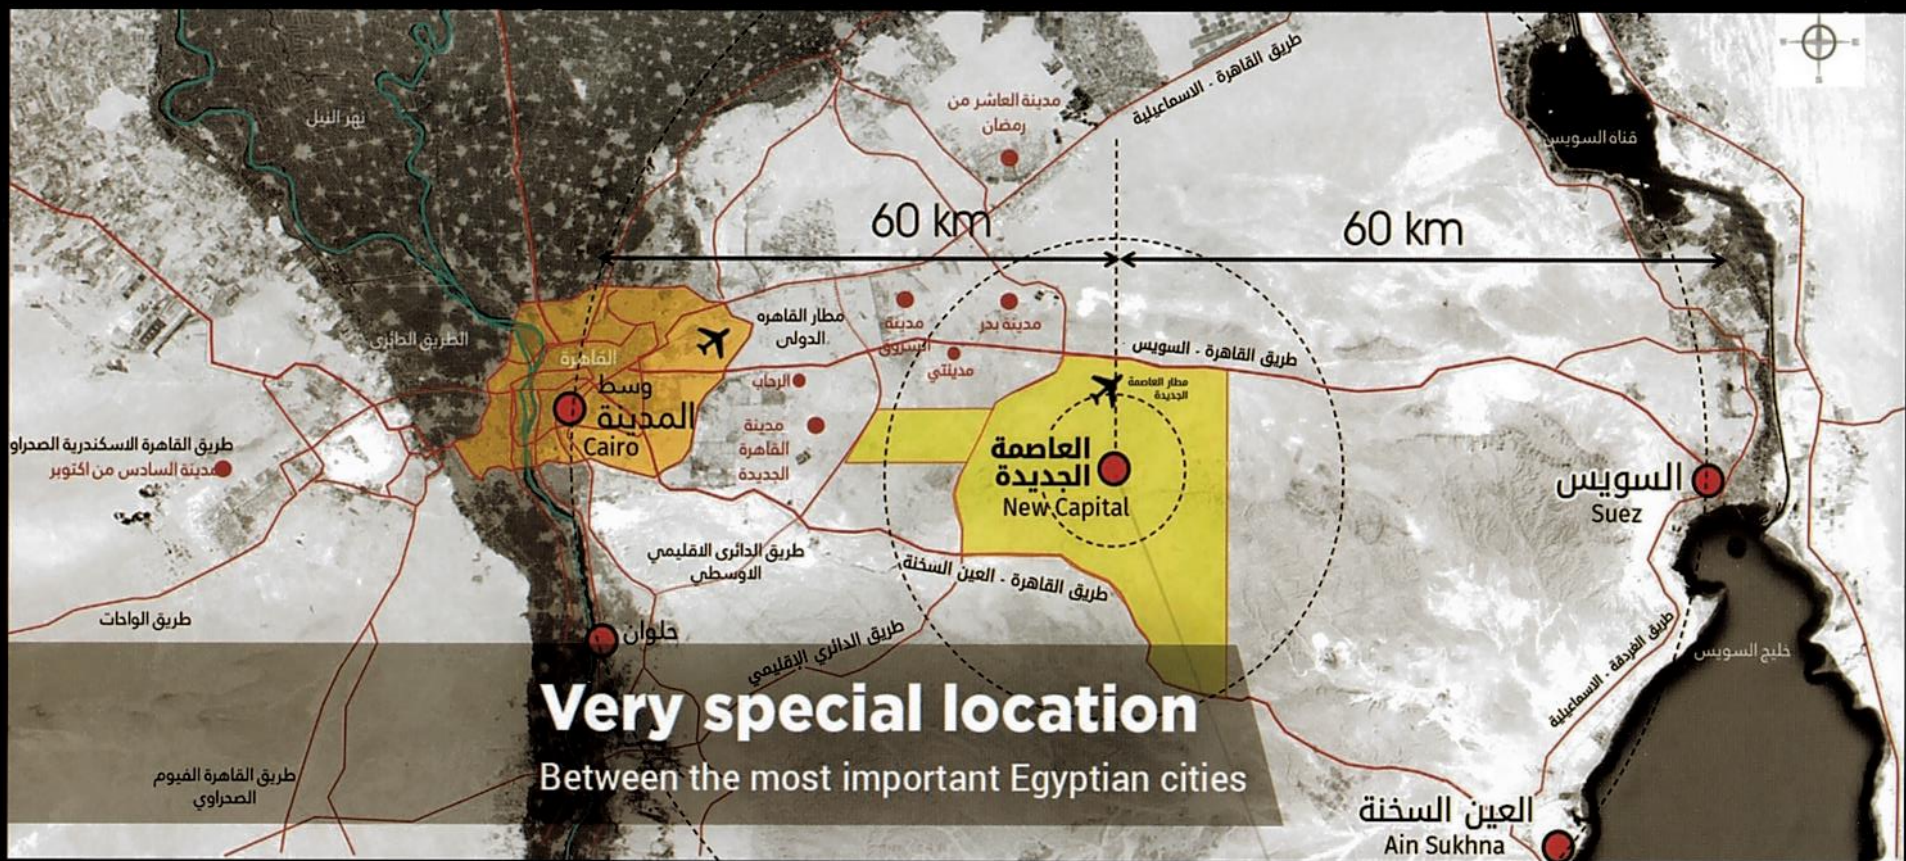 طريق القاهرة - الاسماعيلية
مدينة العاشر من
رمضان
نهر النيل
قناه السويس
60 km
60 km
مطار القاهره
الدولى
مدينة
الشروق
مدينة بدر
مدينتي
طريق القاهرة - السويس
الطريق الدائرى
القاهرة
وسط
المدينة
Cairo
الرحاب
مدينة
القاهرة
الجديدة
مطار العاصمة
الجديدة
العاصمة
الجديدة
New Capital
طريق القاهرة الاسكندرية الصحراو
مدينة السادس من اكتوبر
السويس
Suez
طريق الدائرى الاقليمي
الاوسطي
طريق القاهرة - العين السخنة
طريق الواحات
حلوان
طريق الدائري الإقليمي
طريق الغردقة - الاسماعيلية
خليج السويس
Very special location
Between the most important Egyptian cities
طريق القاهرة الفيوم
الصحراوي
العين السخنة
Ain Sukhna